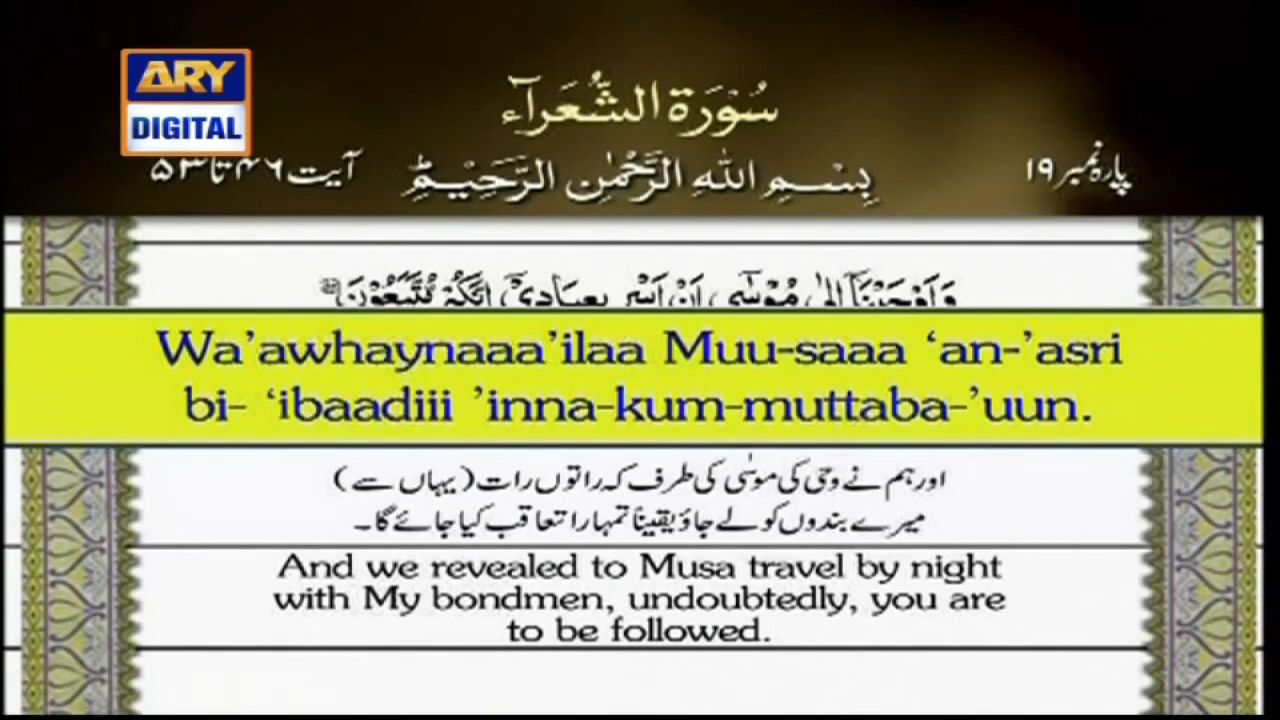 ARY
DIGITAL
سُوْرَةُ الشُّعَرَآء
پارہ نمبر ۱۹
بِسْمِ اللهِ الرَّحْمٰنِ الرَّحِيْمِ
آیت ۴۶ تا ۵۳
وَاَوْحَيْنَآ اِلٰى مُوْسٰٓى اَنْ اَسْرِ بِعِبَادِيْٓ اِنَّكُمْ مُّتَّبَعُوْنَ
Wa’awhaynaaa’ilaa Muu-saaa ‘an-’asri
bi- ‘ibaadiii ’inna-kum-muttaba-’uun.
اور ہم نے وحی کی موسٰی کی طرف کہ راتوں رات (یہاں سے)
میرے بندوں کو لے جاؤ یقیناً تمہارا تعاقب کیا جائے گا۔
And we revealed to Musa travel by night
with My bondmen, undoubtedly, you are
to be followed.